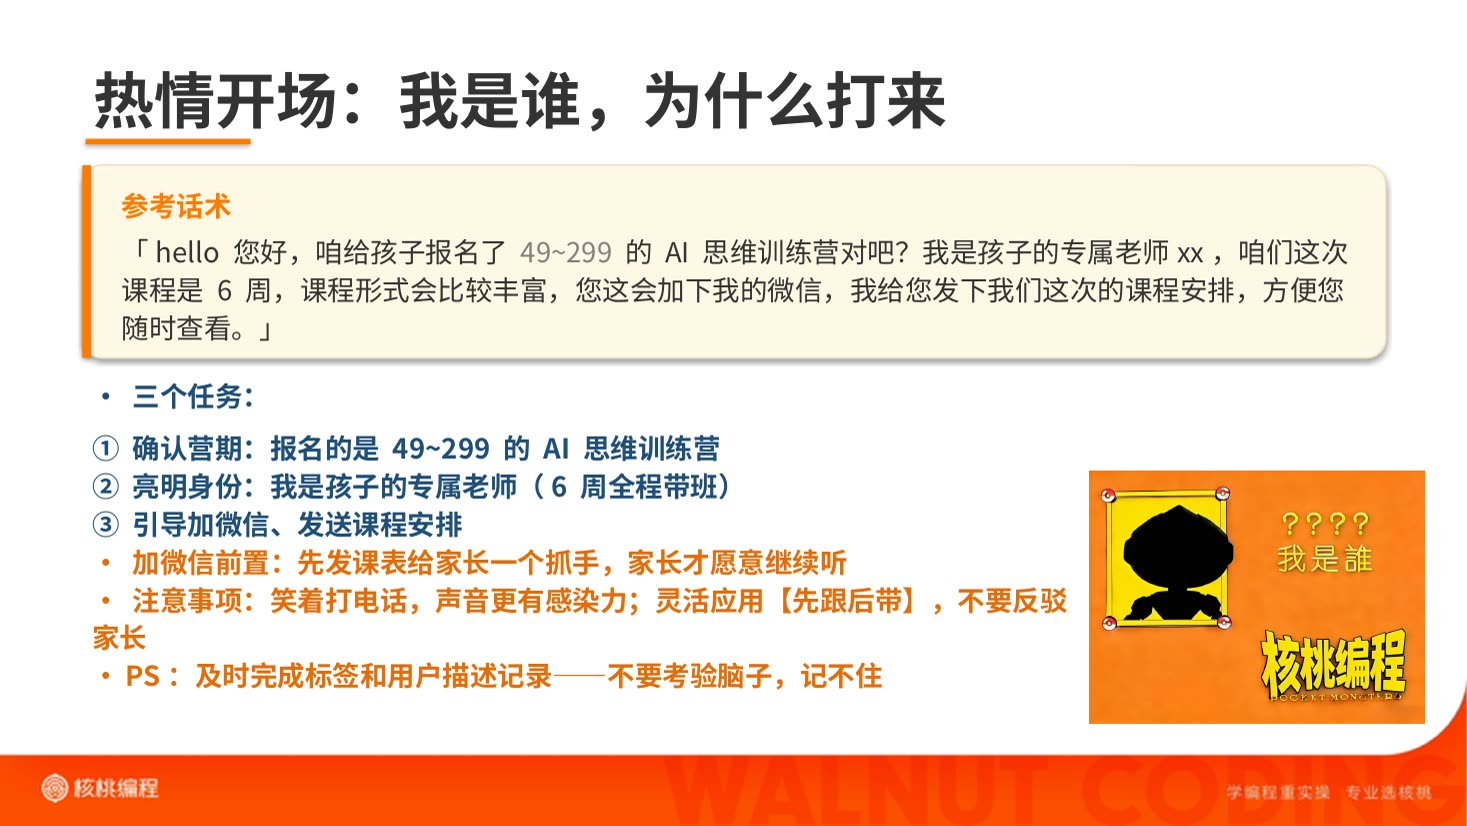 热情开场：我是谁，为什么打来
参考话术
「 hello 您好，咱给孩子报名了 49~299 的 AI 思维训练营对吧？我是孩子的专属老师 xx ，咱们这次
课程是 6 周，课程形式会比较丰富，您这会加下我的微信，我给您发下我们这次的课程安排，方便您
随时查看。」
• 三个任务：
① 确认营期：报名的是 49~299 的 AI 思维训练营
② 亮明身份：我是孩子的专属老师（ 6 周全程带班）
③ 引导加微信、发送课程安排
• 加微信前置：先发课表给家长一个抓手，家长才愿意继续听
• 注意事项：笑着打电话，声音更有感染力；灵活应用【先跟后带】，不要反驳
家长
• PS ：及时完成标签和用户描述记录——不要考验脑子，记不住
？？？？
我是誰
核桃编程
POCKET MONSTERS
核桃编程
WALNUT CODING
学编程重实操 专业选核桃